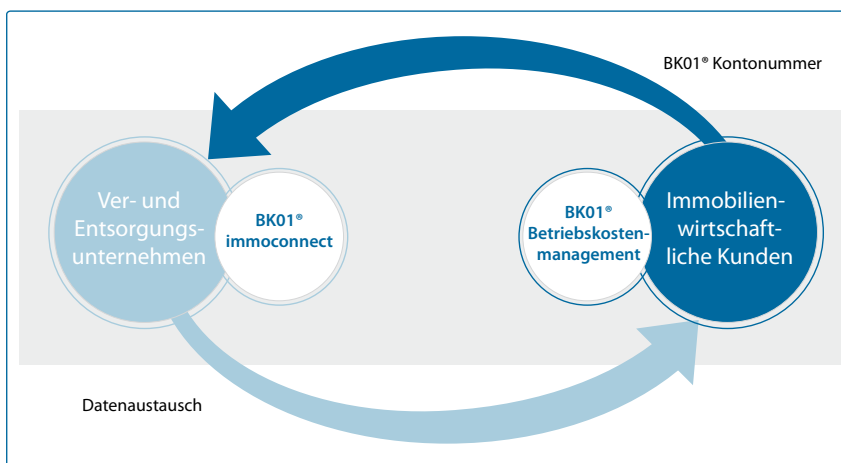 BK01® Kontonummer
Ver- und
Entsorgungs-
unternehmen
BK01®
immoconnect
BK01®
Betriebskosten-
management
Immobilien-
wirtschaft-
liche Kunden
Datenaustausch